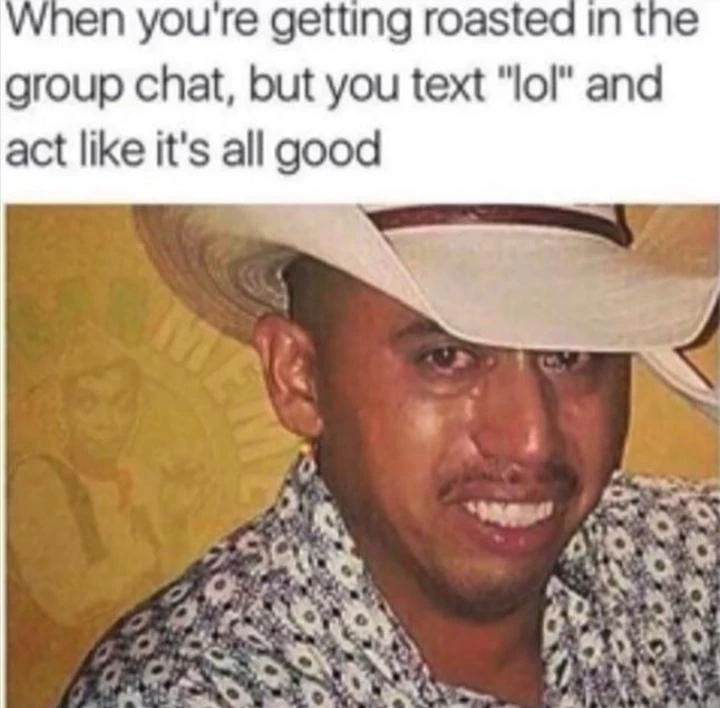 When you're getting roasted in the
group chat, but you text "lol" and
act like it's all good